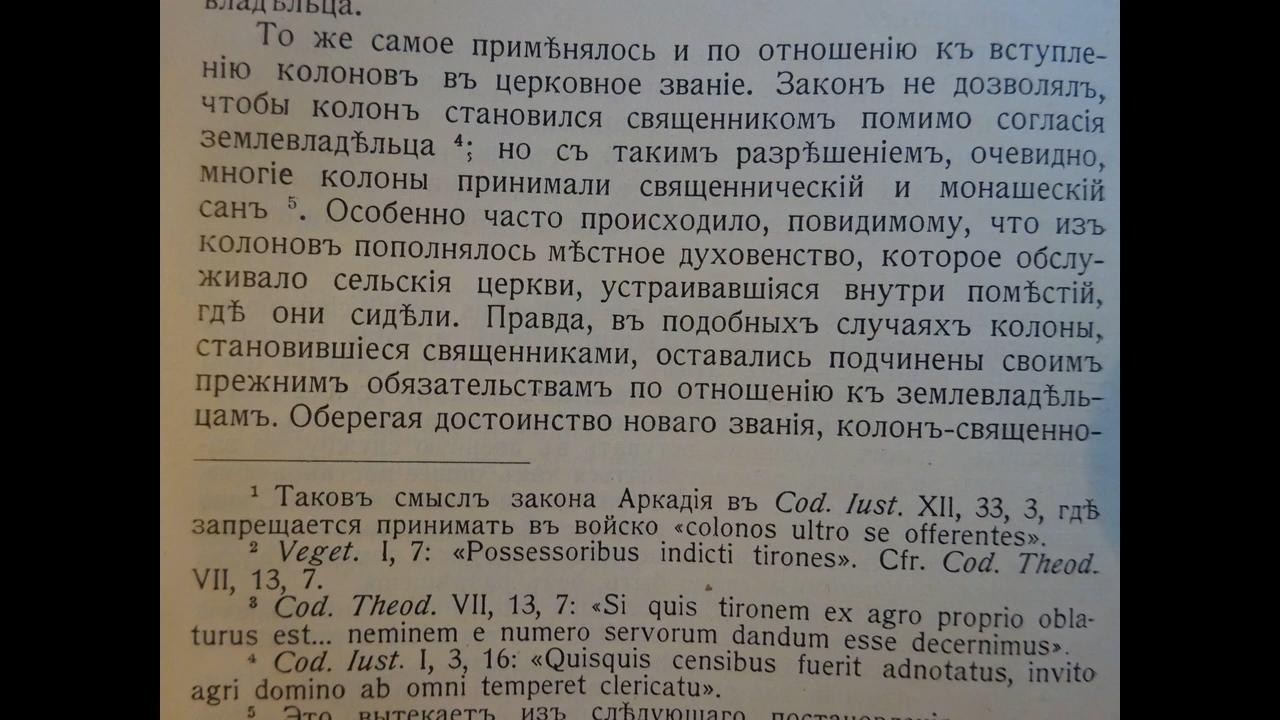 владѣльца.
То же самое примѣнялось и по отношенію къ вступле-
нію колоновъ въ церковное званіе. Законъ не дозволялъ,
чтобы колонъ становился священникомъ помимо согласія
землевладѣльца ⁴; но съ такимъ разрѣшеніемъ, очевидно,
многіе колоны принимали священническій и монашескій
санъ ⁵. Особенно часто происходило, повидимому, что изъ
колоновъ пополнялось мѣстное духовенство, которое обслу-
живало сельскія церкви, устраивавшіяся внутри помѣстій,
гдѣ они сидѣли. Правда, въ подобныхъ случаяхъ колоны,
становившіеся священниками, оставались подчинены своимъ
прежнимъ обязательствамъ по отношенію къ землевладѣль-
цамъ. Оберегая достоинство новаго званія, колонъ-священно-
¹ Таковъ смыслъ закона Аркадія въ Cod. Iust. XII, 33, 3, гдѣ
запрещается принимать въ войско «colonos ultro se offerentes».
² Veget. I, 7: «Possessoribus indicti tirones». Cfr. Cod. Theod.
VII, 13, 7.
³ Cod. Theod. VII, 13, 7: «Si quis tironem ex agro proprio obla-
turus est... neminem e numero servorum dandum esse decernimus».
⁴ Cod. Iust. I, 3, 16: «Quisquis censibus fuerit adnotatus, invito
agri domino ab omni temperet clericatu».
⁵ Это вытекаетъ изъ слѣдующаго